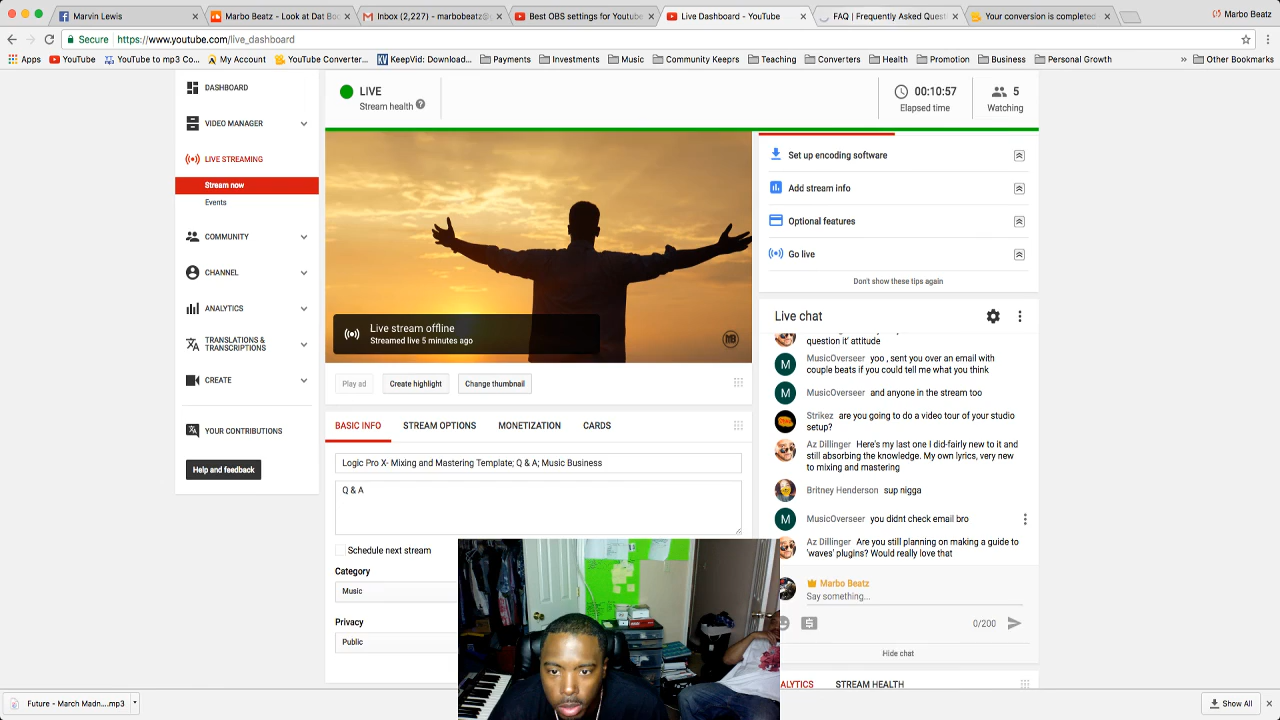 Marvin Lewis
Marbo Beatz - Look at Dat Boo
Inbox (2,227) - marbobeatz@
Best OBS settings for Youtube
Live Dashboard - YouTube
FAQ | Frequently Asked Quest
Your conversion is completed
Marbo Beatz
Secure
https://www.youtube.com/live_dashboard
Apps
YouTube
YouTube to mp3 Co...
My Account
YouTube Converter...
KeepVid: Download...
Payments
Investments
Music
Community Keeprs
Teaching
Converters
Health
Promotion
Business
Personal Growth
»
Other Bookmarks
DASHBOARD
VIDEO MANAGER
LIVE STREAMING
Stream now
Events
COMMUNITY
CHANNEL
ANALYTICS
TRANSLATIONS &
TRANSCRIPTIONS
CREATE
YOUR CONTRIBUTIONS
Help and feedback
LIVE
Stream health ?
00:10:57
Elapsed time
5
Watching
Live stream offline
Streamed live 5 minutes ago
MB
Play ad
Create highlight
Change thumbnail
BASIC INFO
STREAM OPTIONS
MONETIZATION
CARDS
Logic Pro X- Mixing and Mastering Template; Q & A; Music Business
Q & A
Schedule next stream
Category
Music
Privacy
Public
Set up encoding software
Add stream info
Optional features
Go live
Don't show these tips again
Live chat
question it' attitude
M
MusicOverseer yoo , sent you over an email with
couple beats if you could tell me what you think
M
MusicOverseer and anyone in the stream too
Strikez are you going to do a video tour of your studio
setup?
Az Dillinger Here's my last one I did-fairly new to it and
still absorbing the knowledge. My own lyrics, very new
to mixing and mastering
Britney Henderson sup nigga
M
MusicOverseer you didnt check email bro
Az Dillinger Are you still planning on making a guide to
'waves' plugins? Would really love that
Marbo Beatz
Say something...
0/200
Hide chat
ALYTICS
STREAM HEALTH
Future - March Madn....mp3
Show All